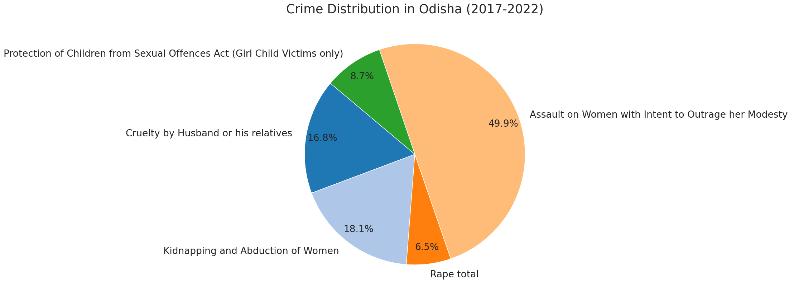 Crime Distribution in Odisha (2017-2022)
Protection of Children from Sexual Offences Act (Girl Child Victims only)
8.7%
Assault on Women with Intent to Outrage her Modesty
49.9%
Cruelty by Husband or his relatives
16.8%
Kidnapping and Abduction of Women
18.1%
6.5%
Rape total